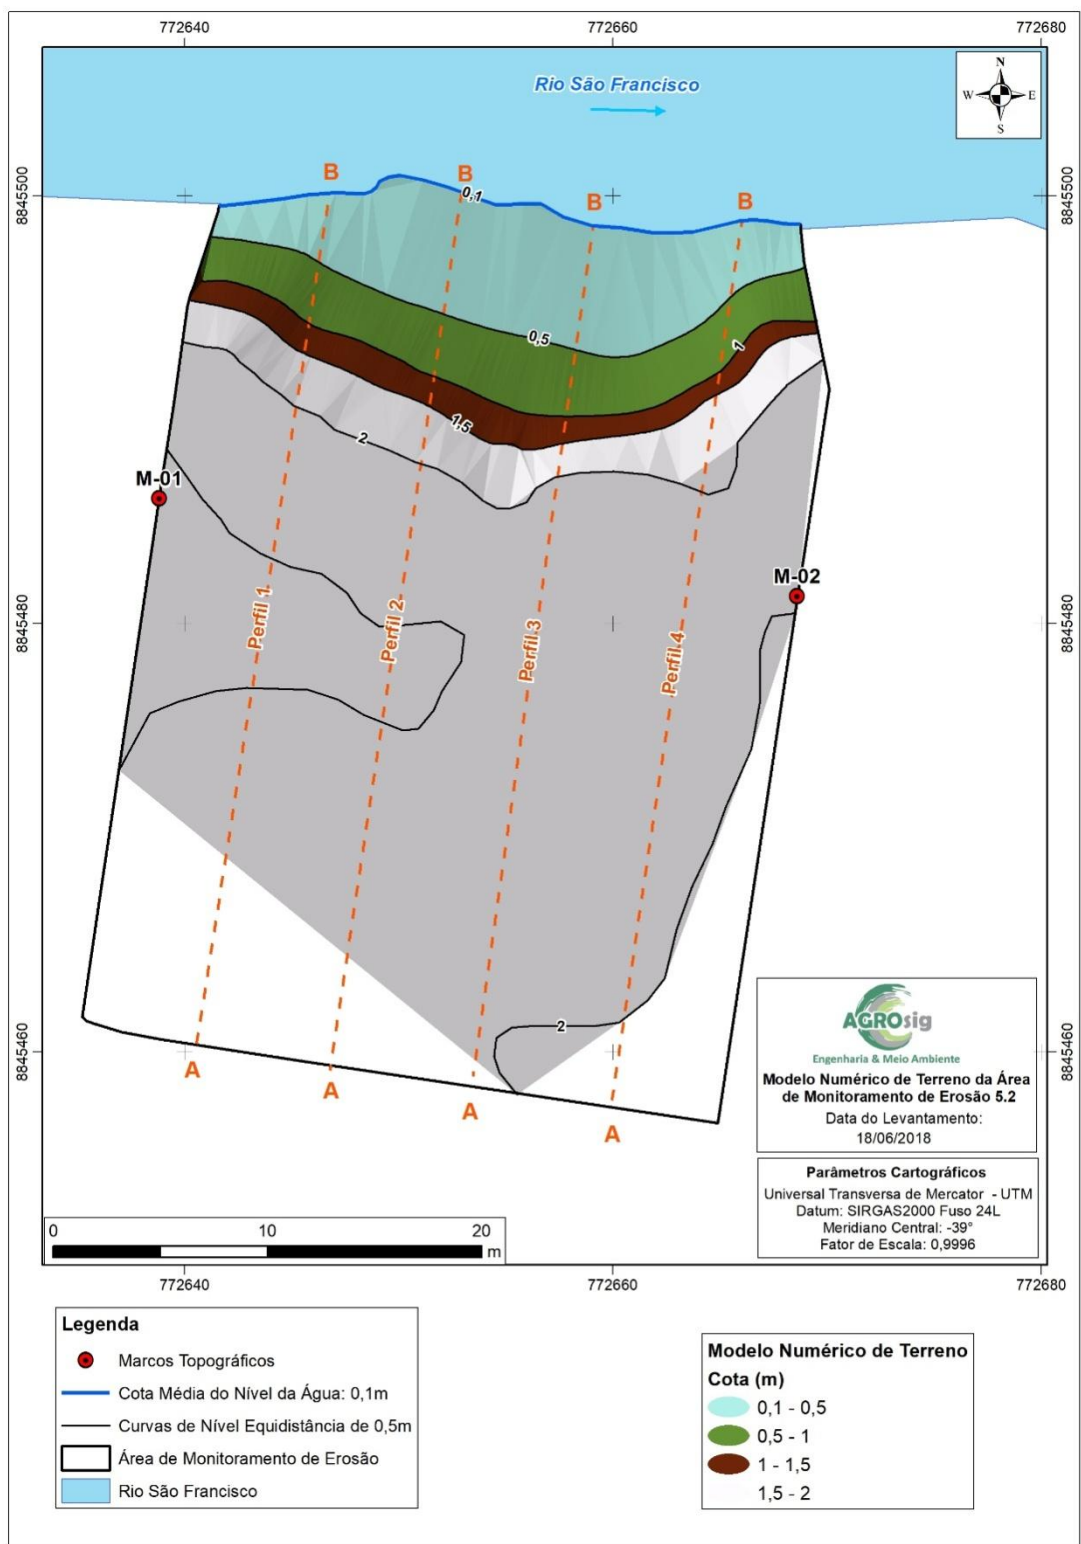 772640 772660 772680
Rio São Francisco
N
W E
S
8845500 8845500
B B B B
0,1
0,5
1
1,5
2
M-01
M-02
8845480 8845480
Perfil 1
Perfil 2
Perfil 3
Perfil 4
2
8845460 8845460
A A A A
AGROsig
Engenharia & Meio Ambiente
Modelo Numérico de Terreno da Área
de Monitoramento de Erosão 5.2
Data do Levantamento:
18/06/2018
Parâmetros Cartográficos
Universal Transversa de Mercator - UTM
Datum: SIRGAS2000 Fuso 24L
Meridiano Central: -39°
Fator de Escala: 0,9996
0 10 20
m
772640 772660 772680
Legenda
Marcos Topográficos
Cota Média do Nível da Água: 0,1m
Curvas de Nível Equidistância de 0,5m
Área de Monitoramento de Erosão
Rio São Francisco
Modelo Numérico de Terreno
Cota (m)
0,1 - 0,5
0,5 - 1
1 - 1,5
1,5 - 2